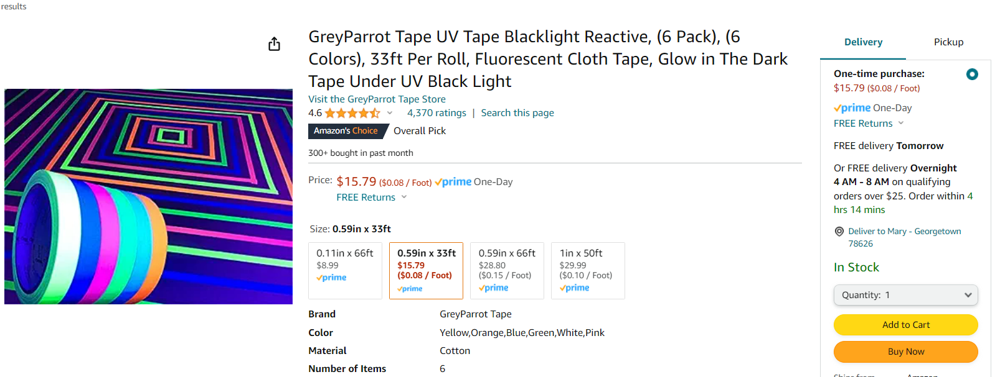 results
GreyParrot Tape UV Tape Blacklight Reactive, (6 Pack), (6
Colors), 33ft Per Roll, Fluorescent Cloth Tape, Glow in The Dark
Tape Under UV Black Light
Visit the GreyParrot Tape Store
4.6 4,370 ratings | Search this page
Amazon's Choice Overall Pick
300+ bought in past month
Price: $15.79 ($0.08 / Foot) prime One-Day
FREE Returns
Size: 0.59in x 33ft
0.11in x 66ft
$8.99
prime
0.59in x 33ft
$15.79
($0.08 / Foot)
prime
0.59in x 66ft
$28.80
($0.15 / Foot)
prime
1in x 50ft
$29.99
($0.10 / Foot)
prime
Brand GreyParrot Tape
Color Yellow,Orange,Blue,Green,White,Pink
Material Cotton
Number of Items 6
Delivery Pickup
One-time purchase:
$15.79 ($0.08 / Foot)
prime One-Day
FREE Returns
FREE delivery Tomorrow
Or FREE delivery Overnight
4 AM - 8 AM on qualifying
orders over $25. Order within 4
hrs 14 mins
Deliver to Mary - Georgetown
78626
In Stock
Quantity: 1
Add to Cart
Buy Now
Ships from Amazon